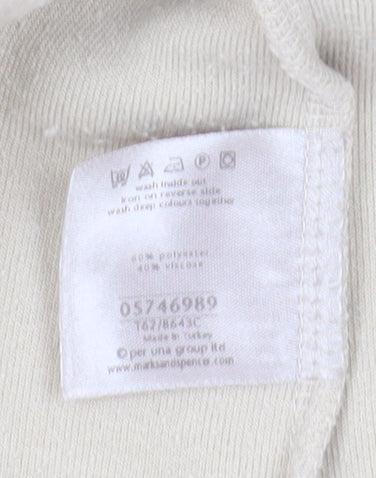 wash inside out
iron on reverse side
wash deep colours together
60% polyester
40% viscose
05746989
T62/8643C
Made in Turkey
© per una group ltd
www.marksandspencer.com